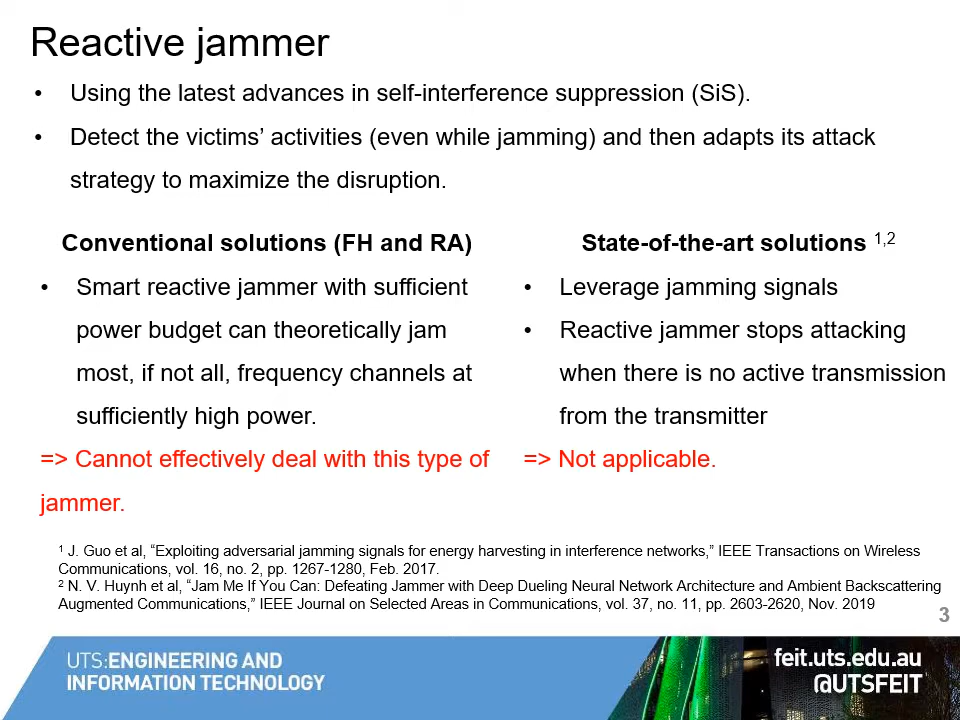 Reactive jammer
• Using the latest advances in self-interference suppression (SiS).
• Detect the victims’ activities (even while jamming) and then adapts its attack
strategy to maximize the disruption.
Conventional solutions (FH and RA)
• Smart reactive jammer with sufficient
power budget can theoretically jam
most, if not all, frequency channels at
sufficiently high power.
=> Cannot effectively deal with this type of
jammer.
State-of-the-art solutions 1,2
• Leverage jamming signals
• Reactive jammer stops attacking
when there is no active transmission
from the transmitter
=> Not applicable.
1 J. Guo et al, “Exploiting adversarial jamming signals for energy harvesting in interference networks,” IEEE Transactions on Wireless
Communications, vol. 16, no. 2, pp. 1267-1280, Feb. 2017.
2 N. V. Huynh et al, “Jam Me If You Can: Defeating Jammer with Deep Dueling Neural Network Architecture and Ambient Backscattering
Augmented Communications,” IEEE Journal on Selected Areas in Communications, vol. 37, no. 11, pp. 2603-2620, Nov. 2019
3
UTS:ENGINEERING AND
INFORMATION TECHNOLOGY
feit.uts.edu.au
@UTSFEIT